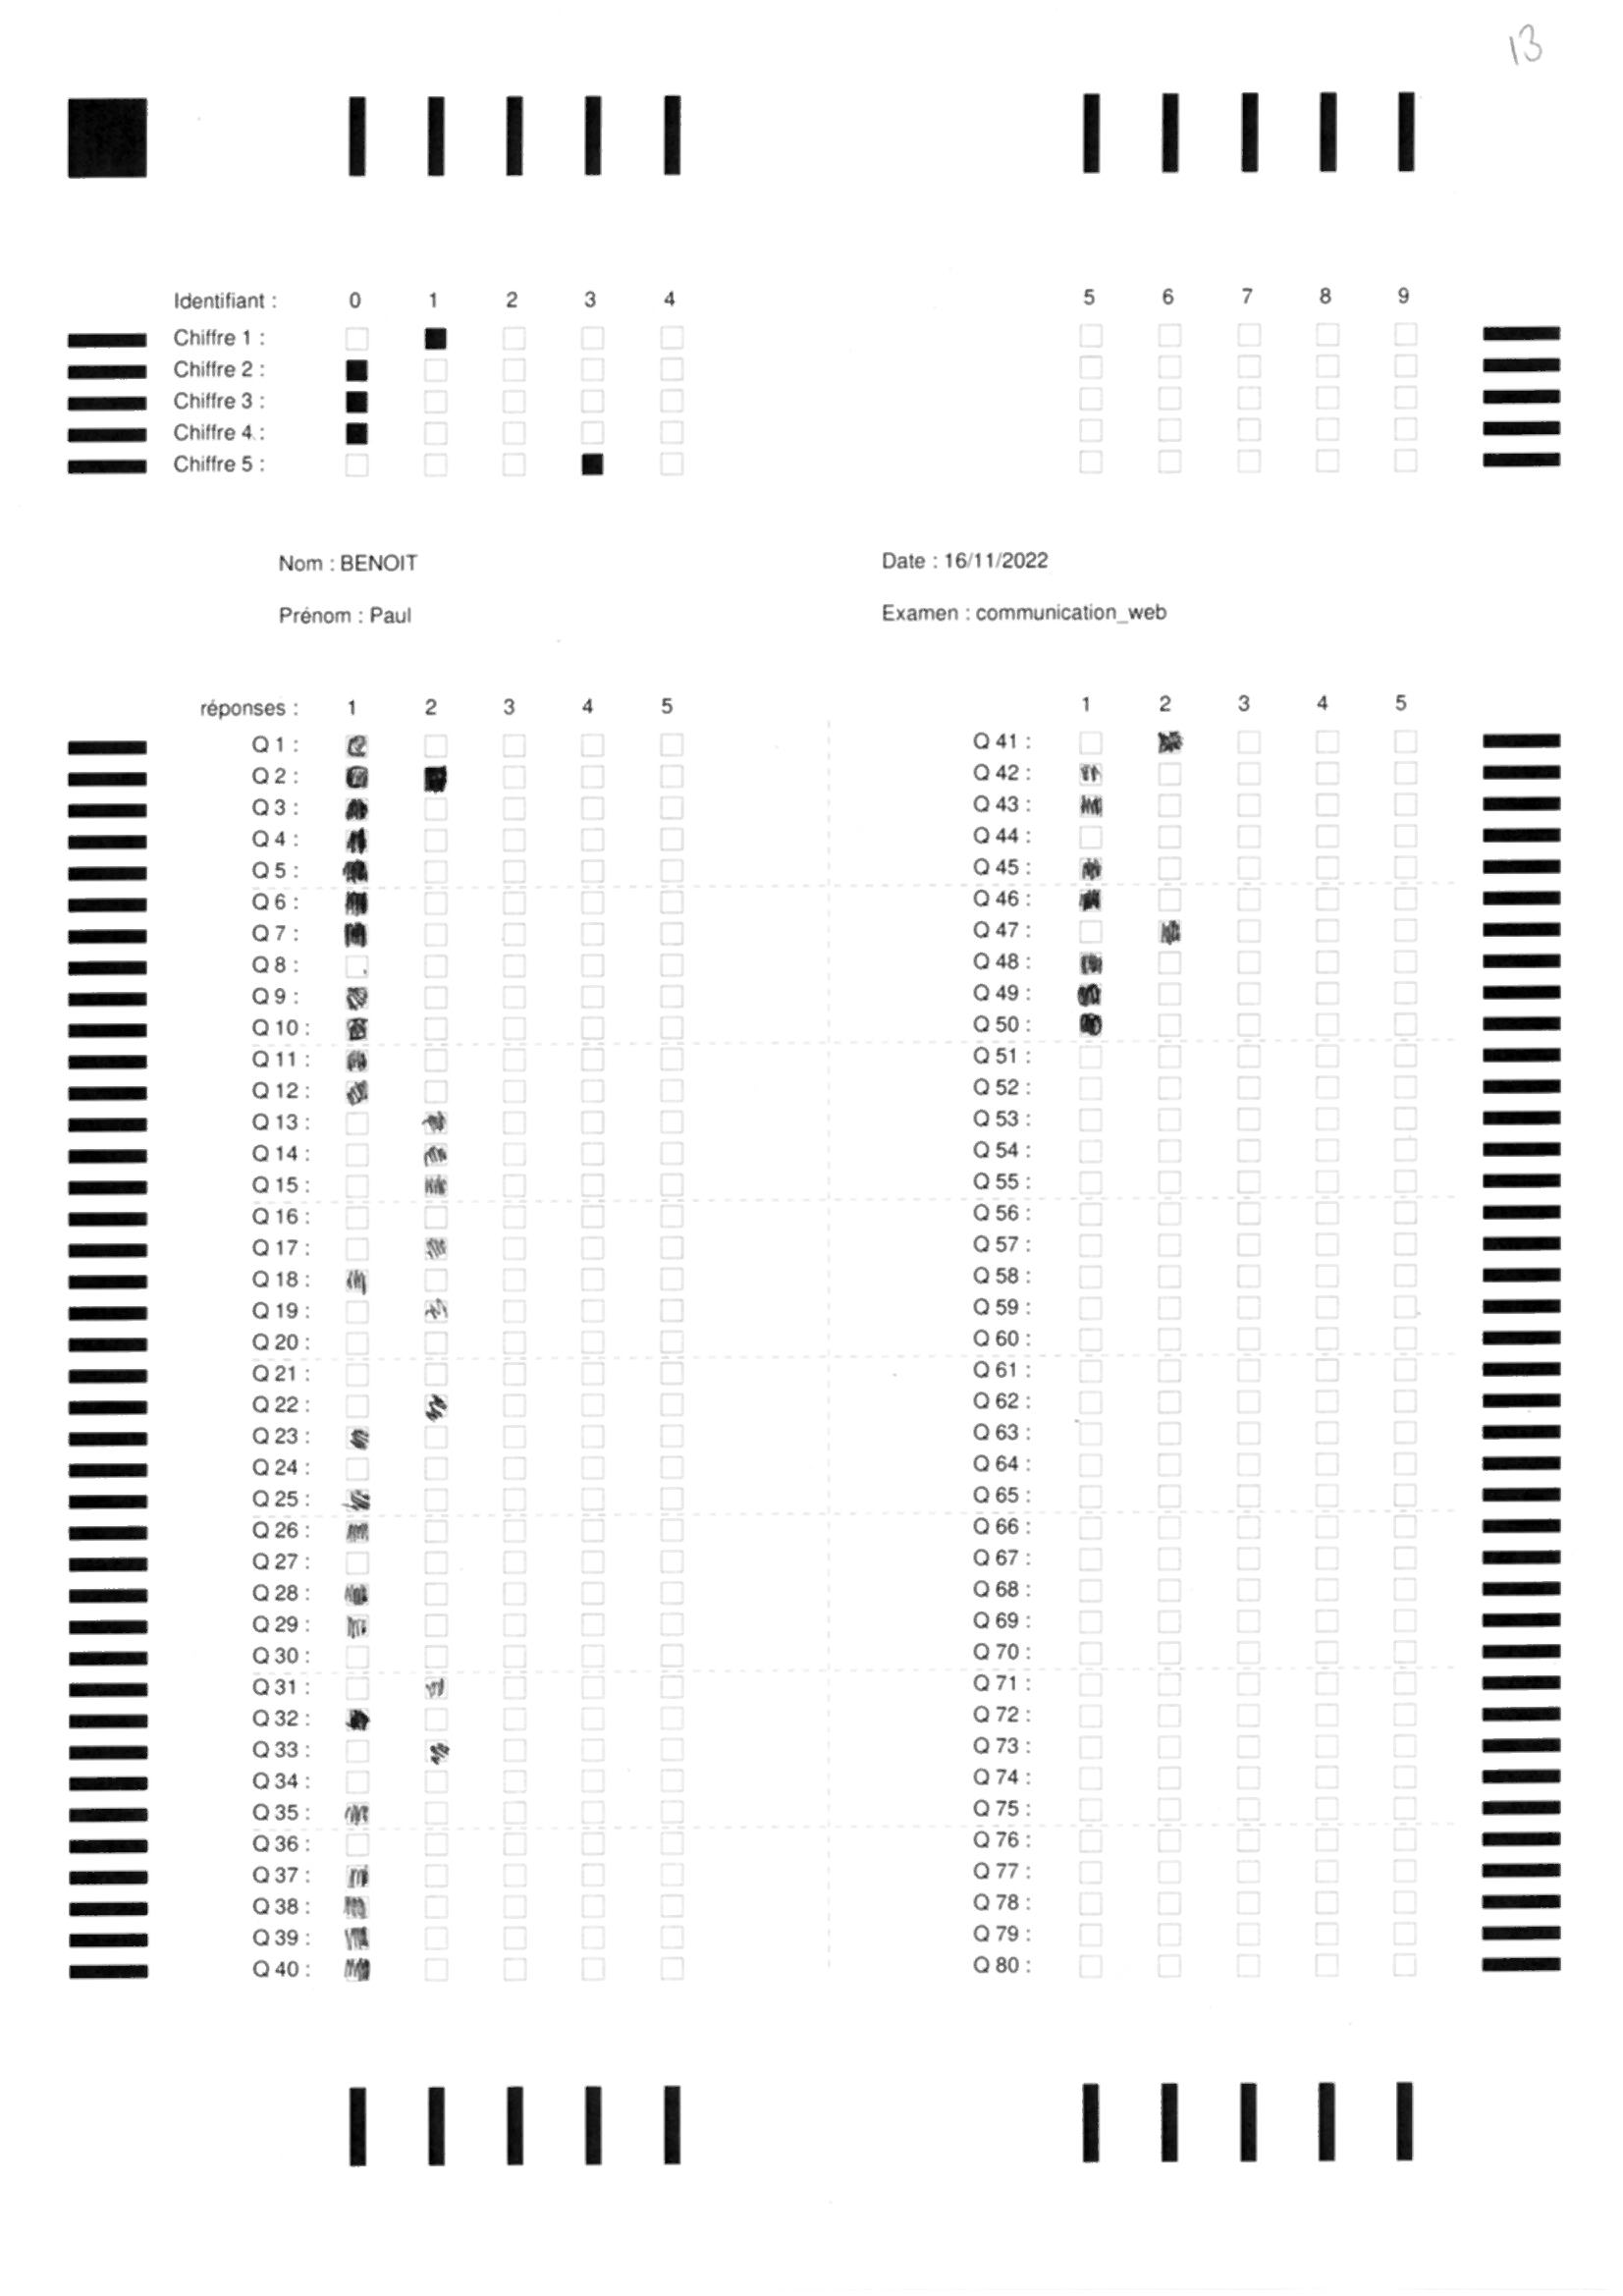 13
Identifiant : 0 1 2 3 4 5 6 7 8 9
Chiffre 1 :
Chiffre 2 :
Chiffre 3 :
Chiffre 4 :
Chiffre 5 :
Nom : BENOIT Date : 16/11/2022
Prénom : Paul Examen : communication_web
réponses : 1 2 3 4 5 1 2 3 4 5
Q 1 : Q 41 :
Q 2 : Q 42 :
Q 3 : Q 43 :
Q 4 : Q 44 :
Q 5 : Q 45 :
Q 6 : Q 46 :
Q 7 : Q 47 :
Q 8 : Q 48 :
Q 9 : Q 49 :
Q 10 : Q 50 :
Q 11 : Q 51 :
Q 12 : Q 52 :
Q 13 : Q 53 :
Q 14 : Q 54 :
Q 15 : Q 55 :
Q 16 : Q 56 :
Q 17 : Q 57 :
Q 18 : Q 58 :
Q 19 : Q 59 :
Q 20 : Q 60 :
Q 21 : Q 61 :
Q 22 : Q 62 :
Q 23 : Q 63 :
Q 24 : Q 64 :
Q 25 : Q 65 :
Q 26 : Q 66 :
Q 27 : Q 67 :
Q 28 : Q 68 :
Q 29 : Q 69 :
Q 30 : Q 70 :
Q 31 : Q 71 :
Q 32 : Q 72 :
Q 33 : Q 73 :
Q 34 : Q 74 :
Q 35 : Q 75 :
Q 36 : Q 76 :
Q 37 : Q 77 :
Q 38 : Q 78 :
Q 39 : Q 79 :
Q 40 : Q 80 :